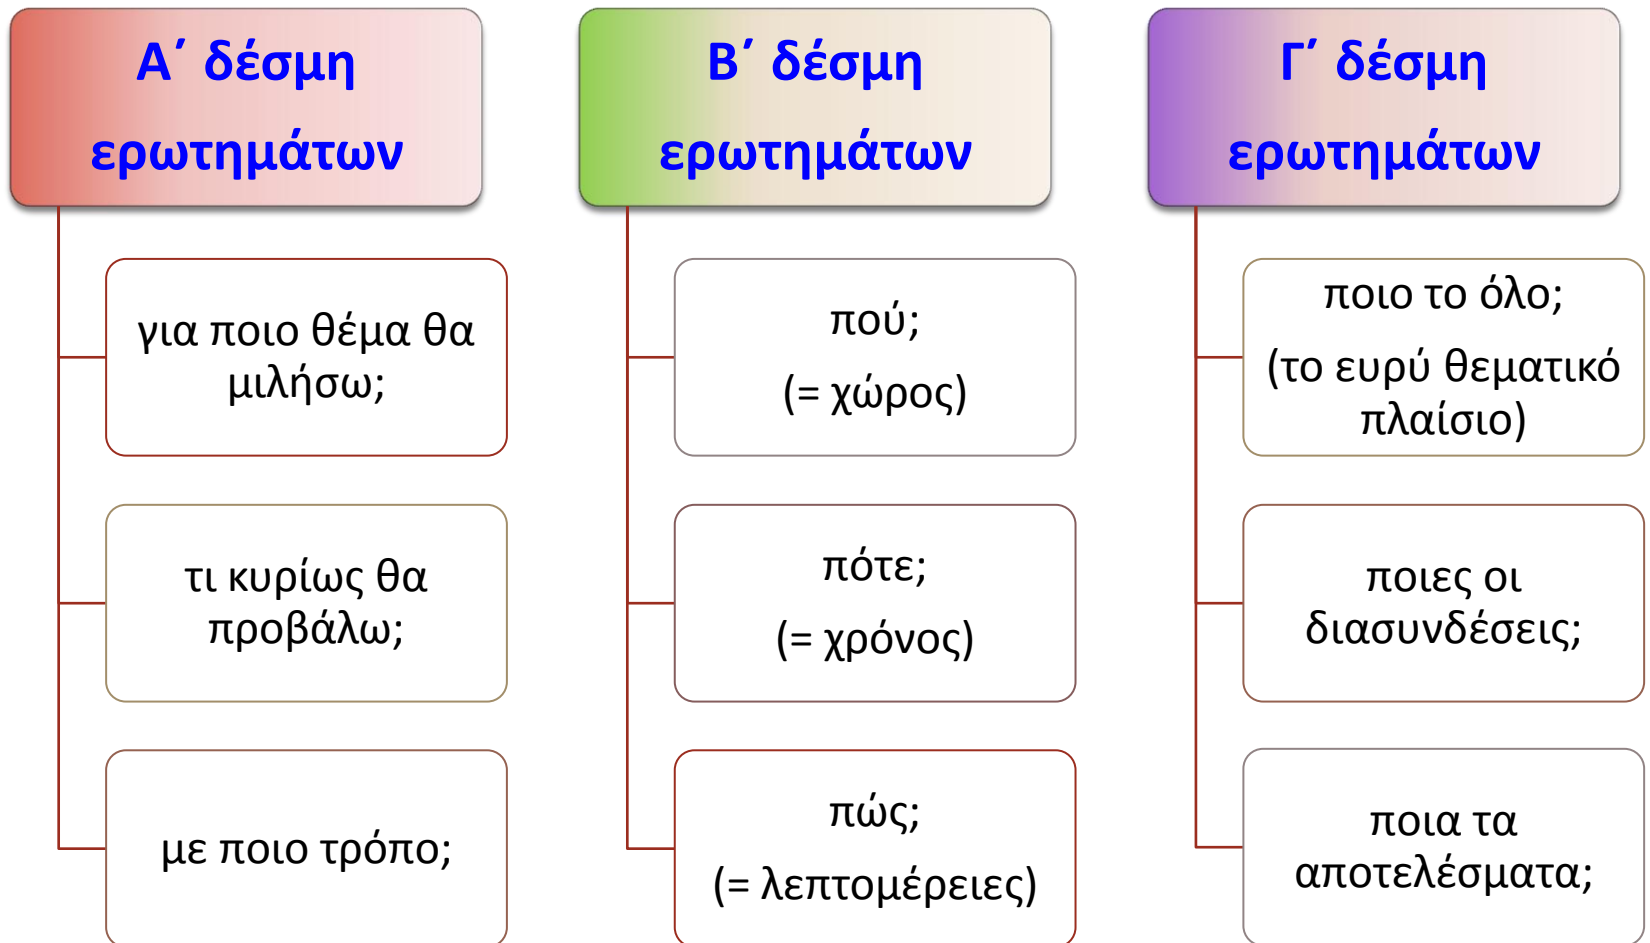 Α΄ δέσμη
ερωτημάτων
για ποιο θέμα θα
μιλήσω;
τι κυρίως θα
προβάλω;
με ποιο τρόπο;
Β΄ δέσμη
ερωτημάτων
πού;
(= χώρος)
πότε;
(= χρόνος)
πώς;
(= λεπτομέρειες)
Γ΄ δέσμη
ερωτημάτων
ποιο το όλο;
(το ευρύ θεματικό
πλαίσιο)
ποιες οι
διασυνδέσεις;
ποια τα
αποτελέσματα;